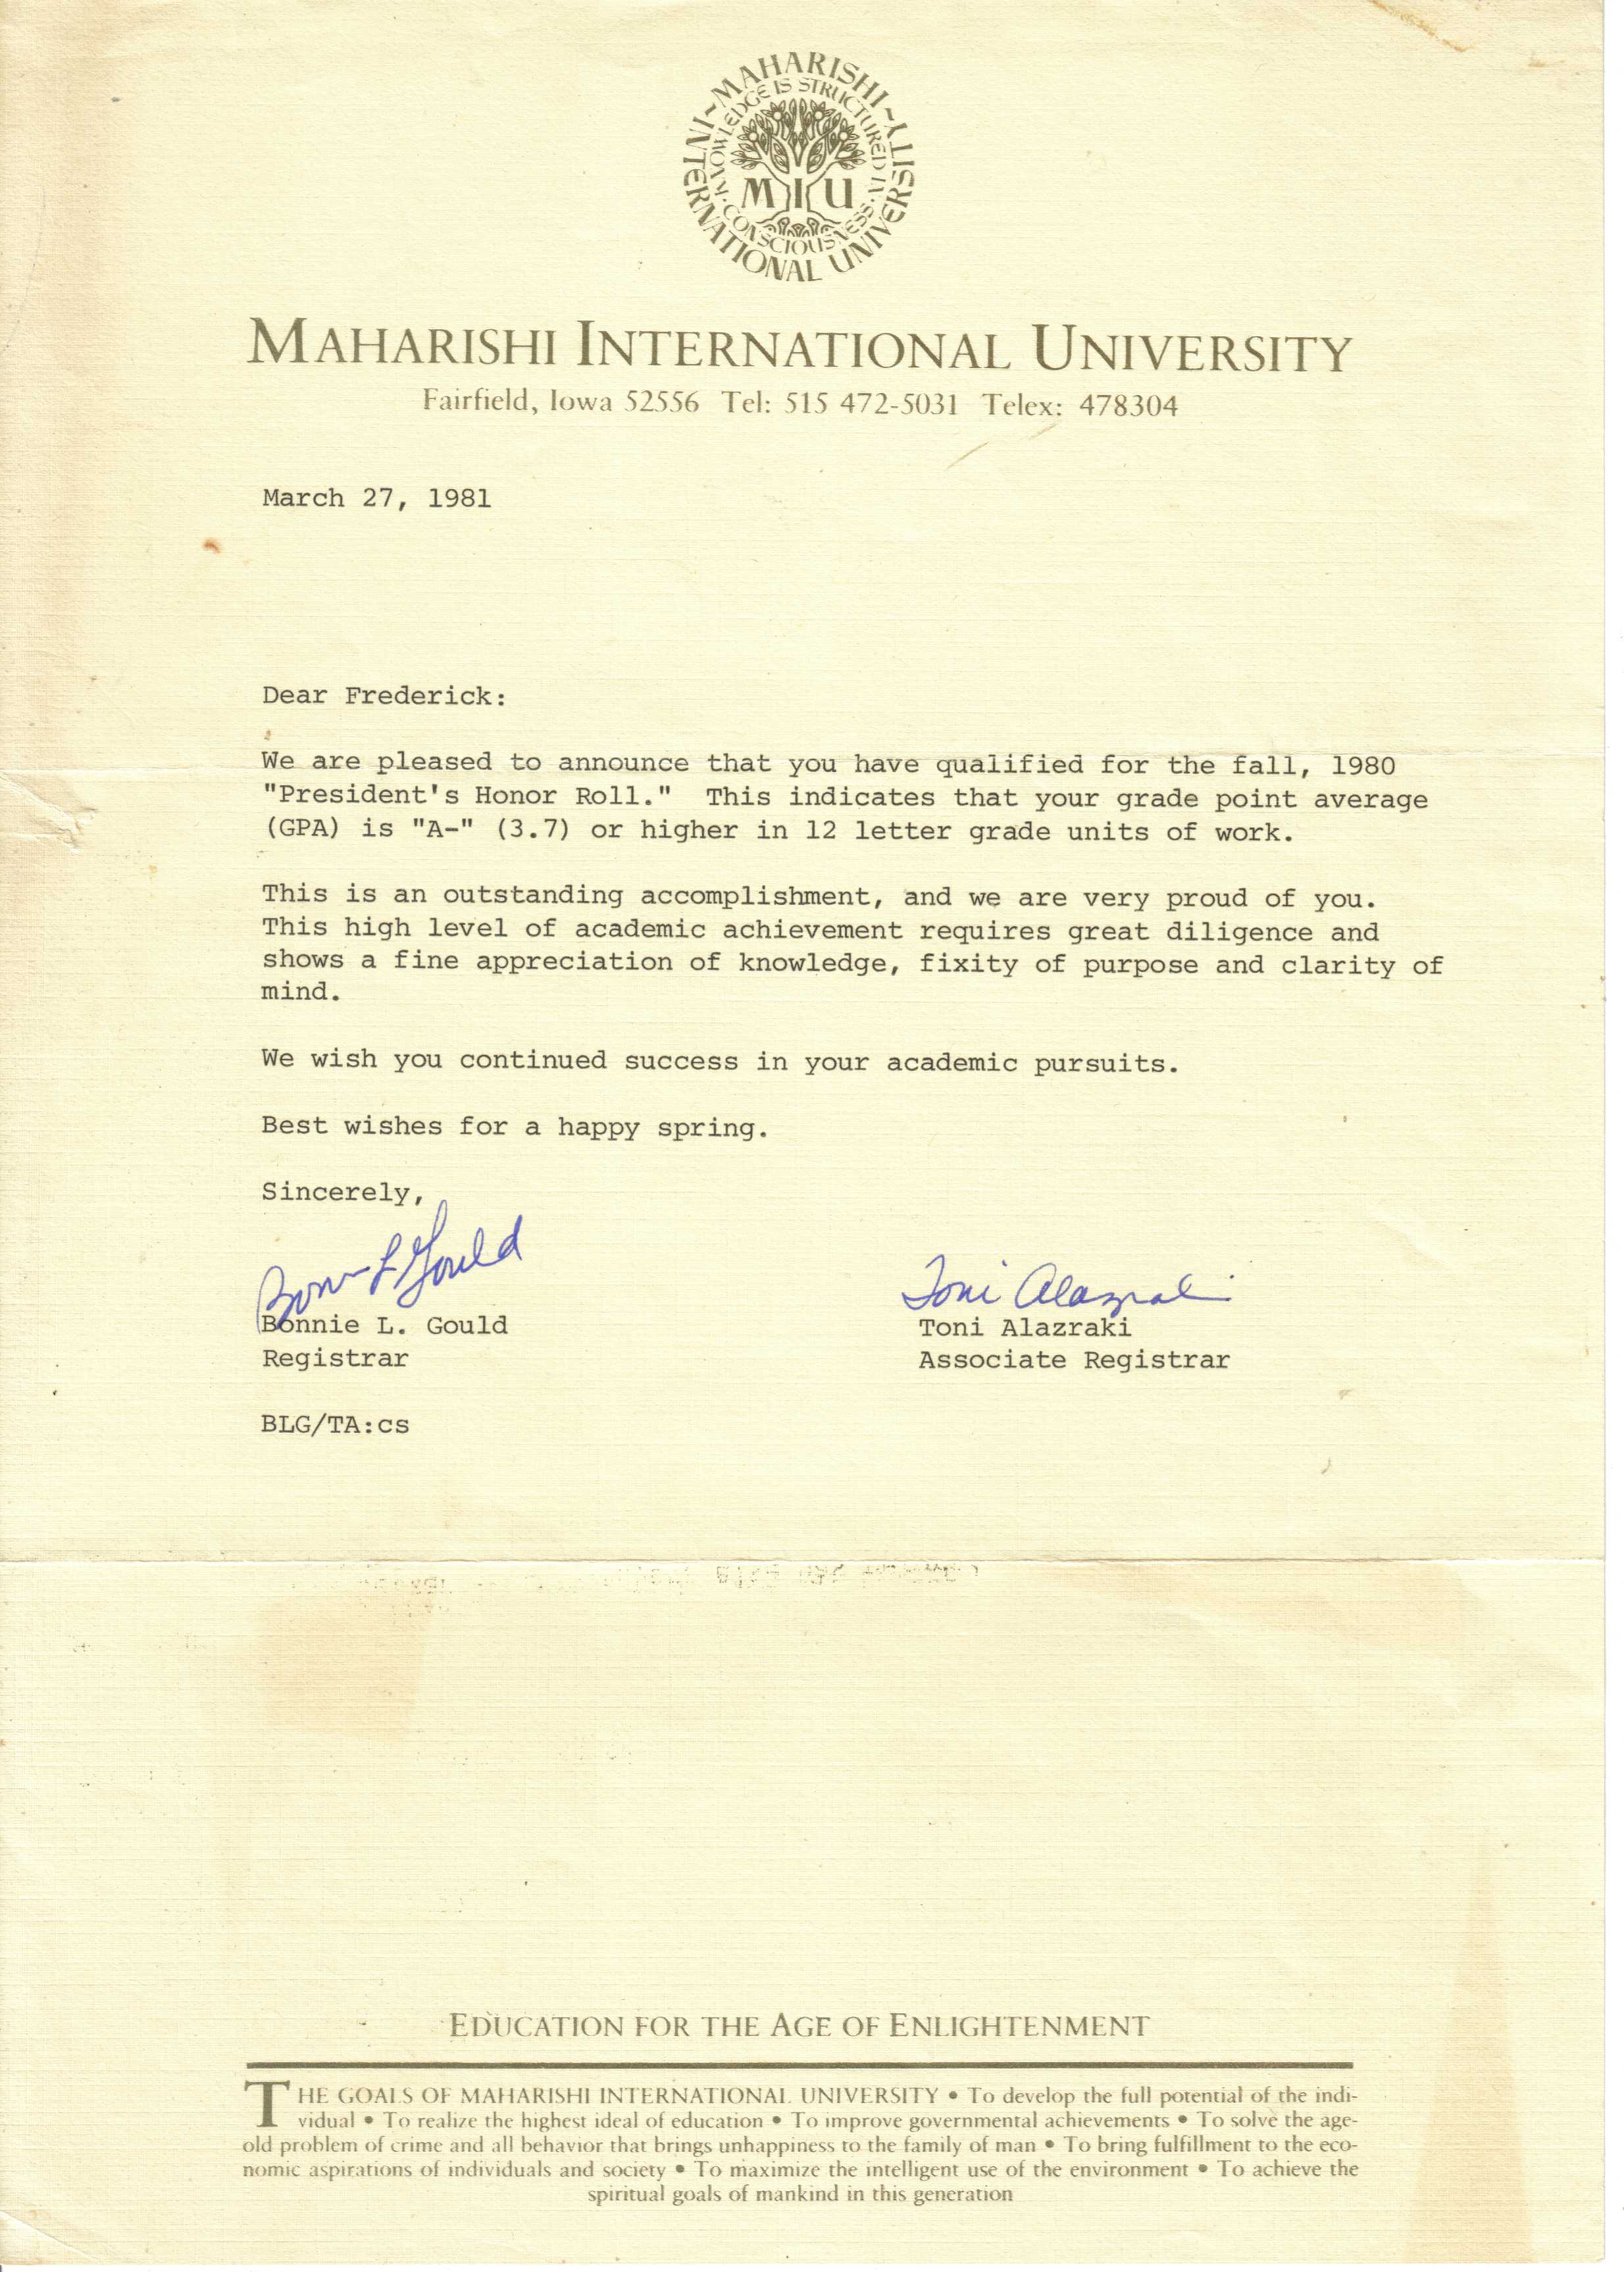 MAHARISHI INTERNATIONAL UNIVERSITY
KNOWLEDGE IS STRUCTURED IN CONSCIOUSNESS
MIU
MAHARISHI INTERNATIONAL UNIVERSITY
Fairfield, Iowa 52556 Tel: 515 472-5031 Telex: 478304
March 27, 1981
Dear Frederick:
We are pleased to announce that you have qualified for the fall, 1980
"President's Honor Roll." This indicates that your grade point average
(GPA) is "A-" (3.7) or higher in 12 letter grade units of work.
This is an outstanding accomplishment, and we are very proud of you.
This high level of academic achievement requires great diligence and
shows a fine appreciation of knowledge, fixity of purpose and clarity of
mind.
We wish you continued success in your academic pursuits.
Best wishes for a happy spring.
Sincerely,
Bonnie L Gould
Toni Alazraki
Bonnie L. Gould
Toni Alazraki
Registrar
Associate Registrar
BLG/TA:cs
EDUCATION FOR THE AGE OF ENLIGHTENMENT
THE GOALS OF MAHARISHI INTERNATIONAL UNIVERSITY • To develop the full potential of the indi-
vidual • To realize the highest ideal of education • To improve governmental achievements • To solve the age-
old problem of crime and all behavior that brings unhappiness to the family of man • To bring fulfillment to the eco-
nomic aspirations of individuals and society • To maximize the intelligent use of the environment • To achieve the
spiritual goals of mankind in this generation